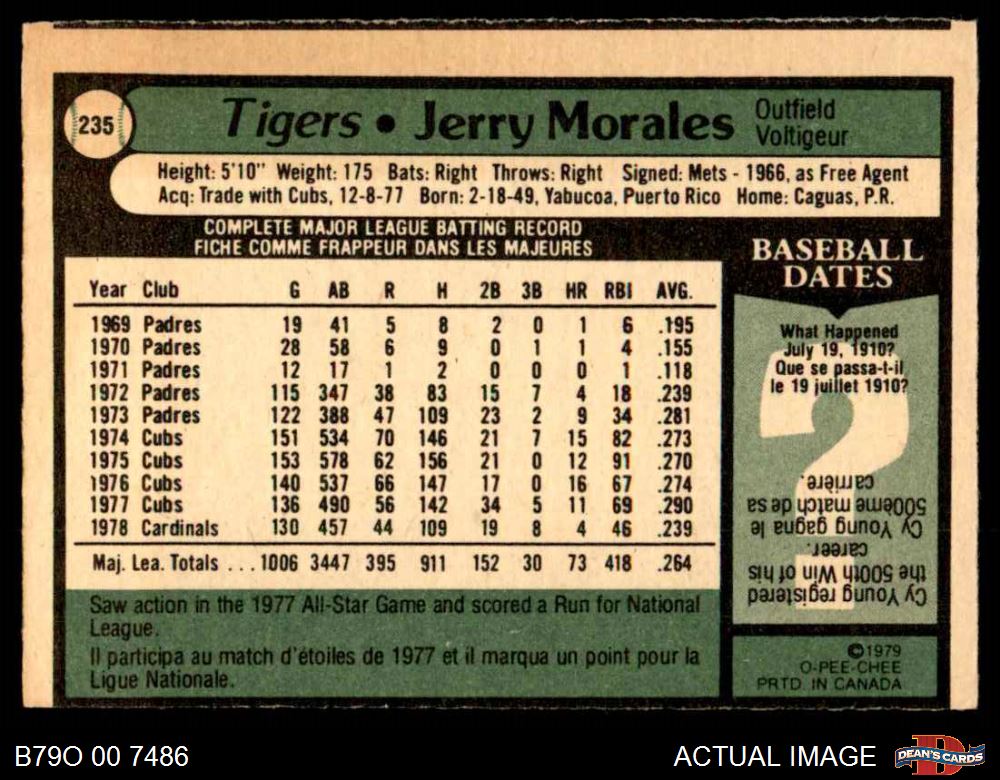 235
Tigers • Jerry Morales
Outfield
Voltigeur
Height: 5'10" Weight: 175 Bats: Right Throws: Right Signed: Mets - 1966, as Free Agent
Acq: Trade with Cubs, 12-8-77 Born: 2-18-49, Yabucoa, Puerto Rico Home: Caguas, P.R.
COMPLETE MAJOR LEAGUE BATTING RECORD
FICHE COMME FRAPPEUR DANS LES MAJEURES
Year Club G AB R H 2B 3B HR RBI AVG.
1969 Padres 19 41 5 8 2 0 1 6 .195
1970 Padres 28 58 6 9 0 1 1 4 .155
1971 Padres 12 17 1 2 0 0 0 1 .118
1972 Padres 115 347 38 83 15 7 4 18 .239
1973 Padres 122 388 47 109 23 2 9 34 .281
1974 Cubs 151 534 70 146 21 7 15 82 .273
1975 Cubs 153 578 62 156 21 0 12 91 .270
1976 Cubs 140 537 66 147 17 0 16 67 .274
1977 Cubs 136 490 56 142 34 5 11 69 .290
1978 Cardinals 130 457 44 109 19 8 4 46 .239
Maj. Lea. Totals ... 1006 3447 395 911 152 30 73 418 .264
Saw action in the 1977 All-Star Game and scored a Run for National
League.
Il participa au match d'étoiles de 1977 et il marqua un point pour la
Ligue Nationale.
BASEBALL
DATES
What Happened
July 19, 1910?
Que se passa-t-il
le 19 juillet 1910?
Cy Young registered
the 500th Win of his
career.
Cy Young gagna le
500ème match de sa
carrière.
©1979
O-PEE-CHEE
PRTD. IN CANADA
B79O 00 7486
ACTUAL IMAGE
DEAN'S CARDS